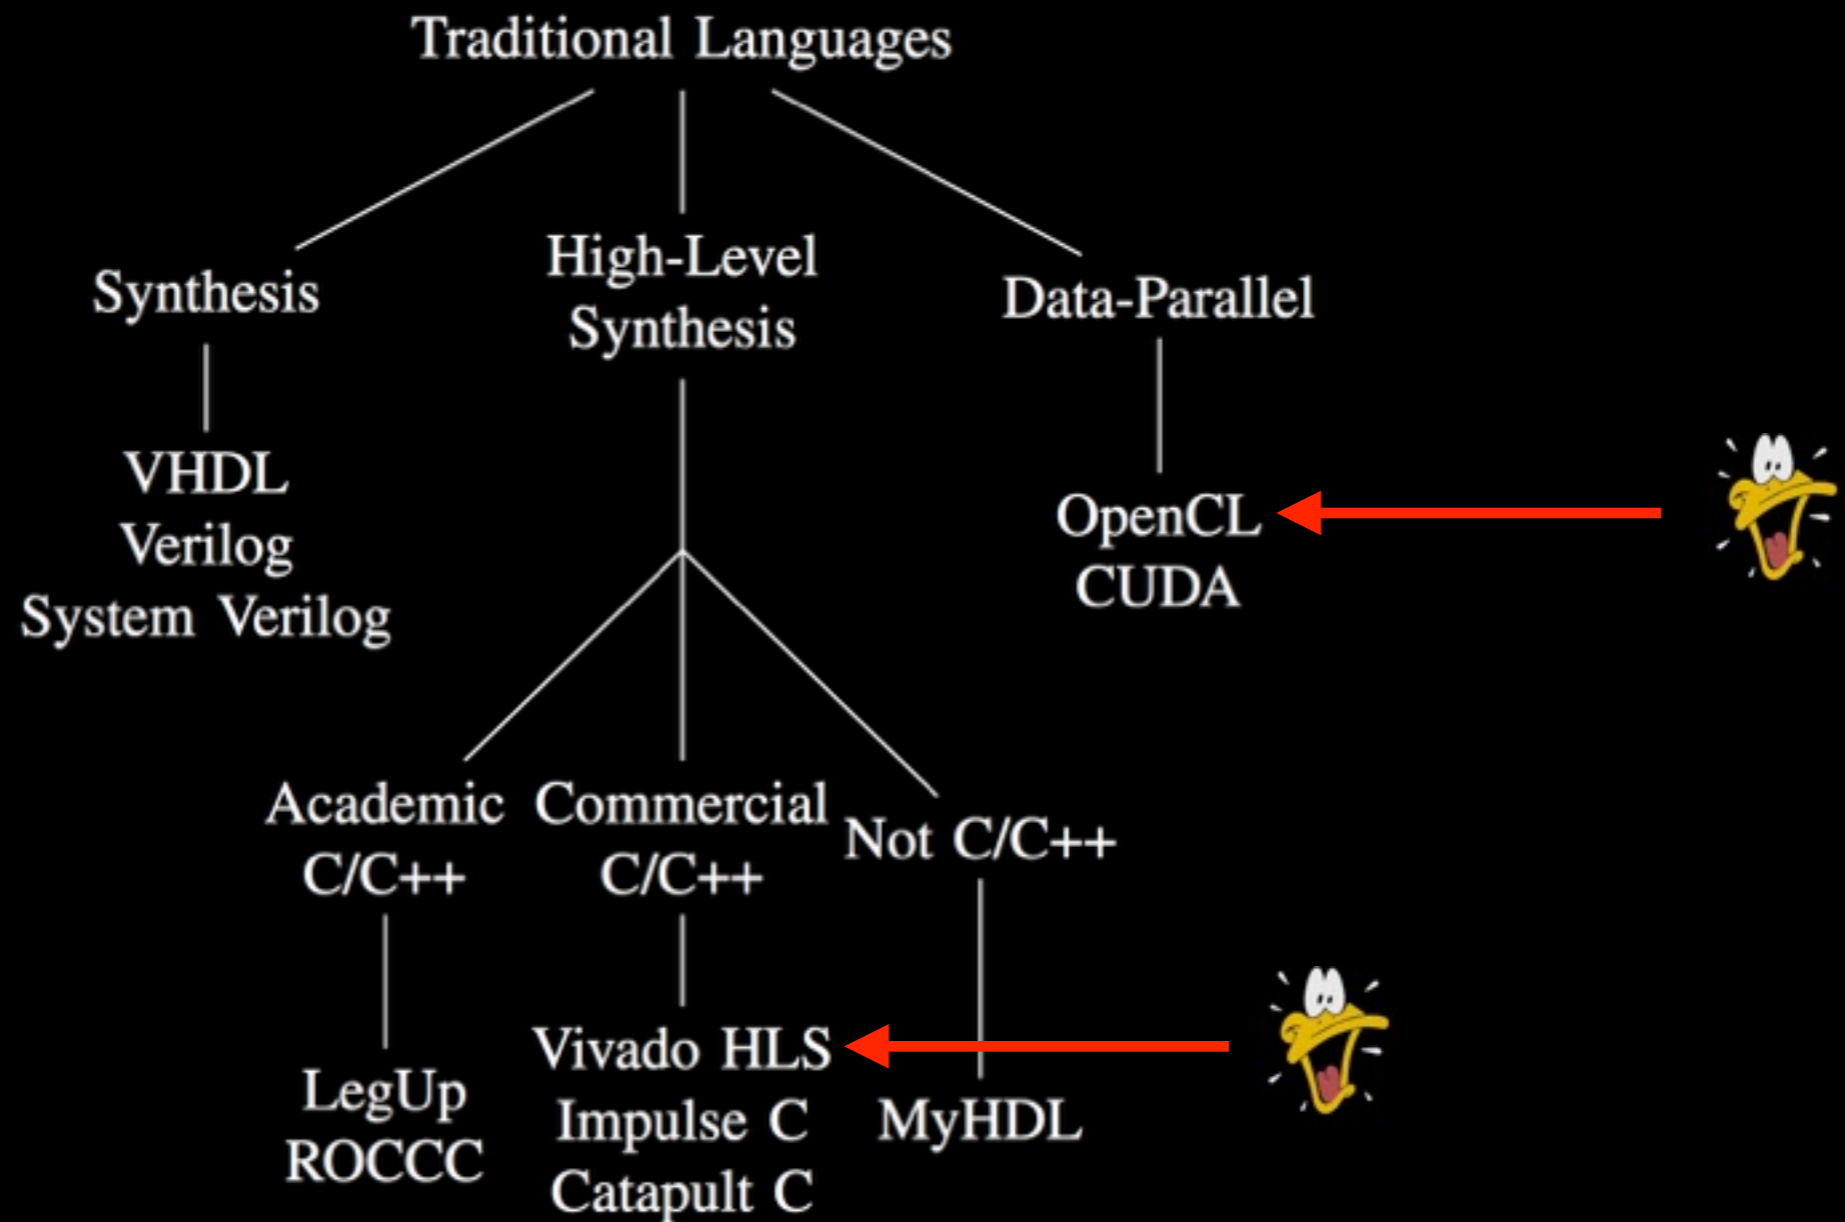 Traditional Languages
Synthesis
VHDL
Verilog
System Verilog
High-Level
Synthesis
Academic
C/C++
LegUp
ROCCC
Commercial
C/C++
Vivado HLS
Impulse C
Catapult C
Not C/C++
MyHDL
Data-Parallel
OpenCL
CUDA